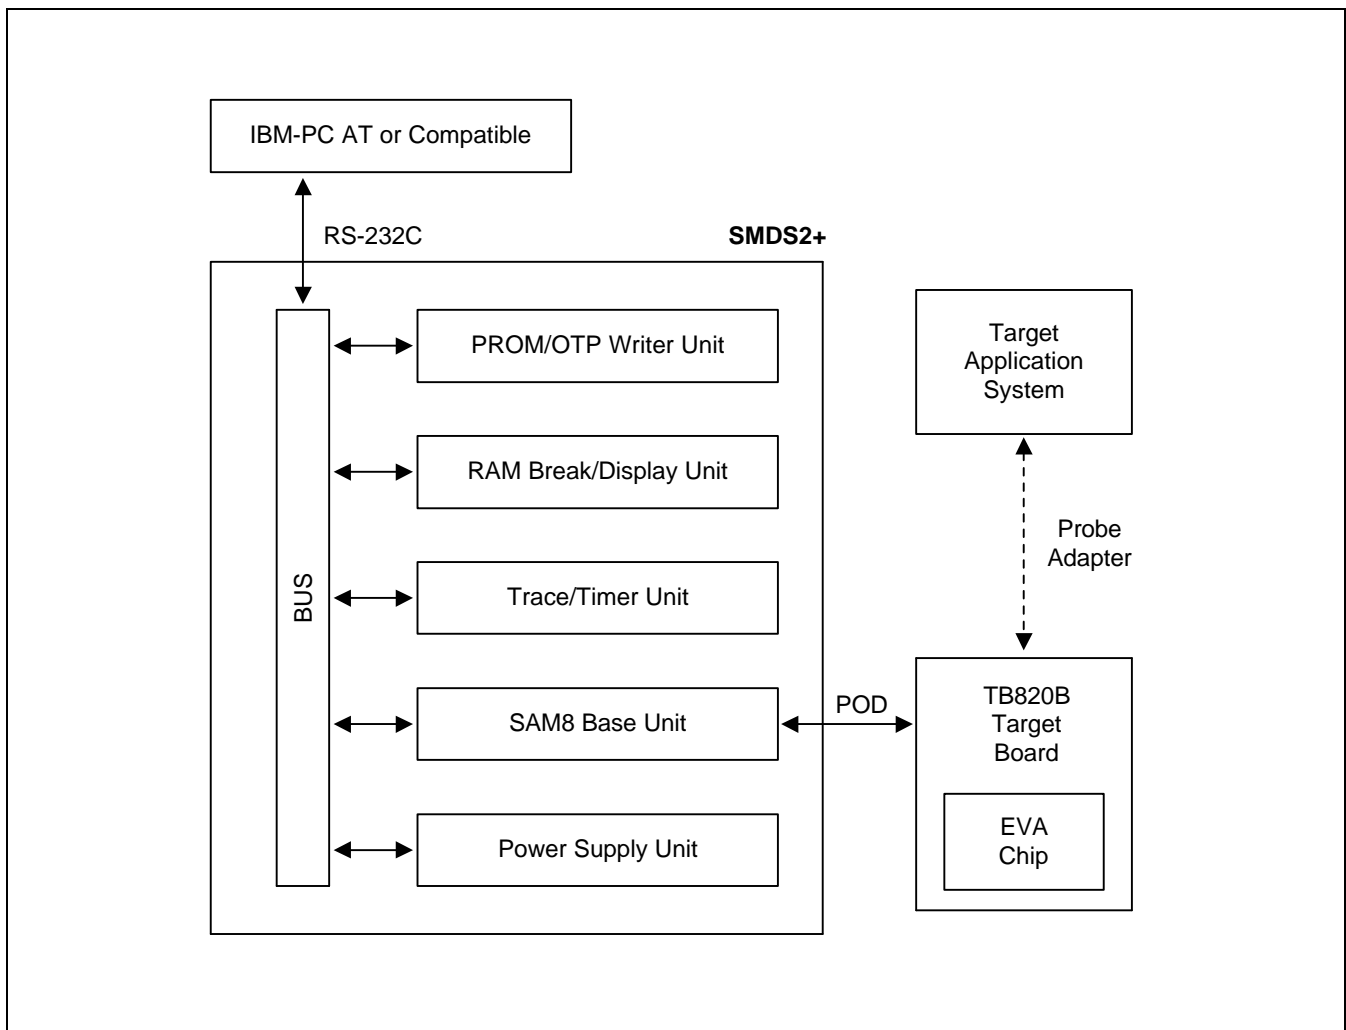 IBM-PC AT or Compatible
RS-232C
SMDS2+
PROM/OTP Writer Unit
RAM Break/Display Unit
Trace/Timer Unit
SAM8 Base Unit
Power Supply Unit
BUS
POD
Target
Application
System
Probe
Adapter
TB820B
Target
Board
EVA
Chip